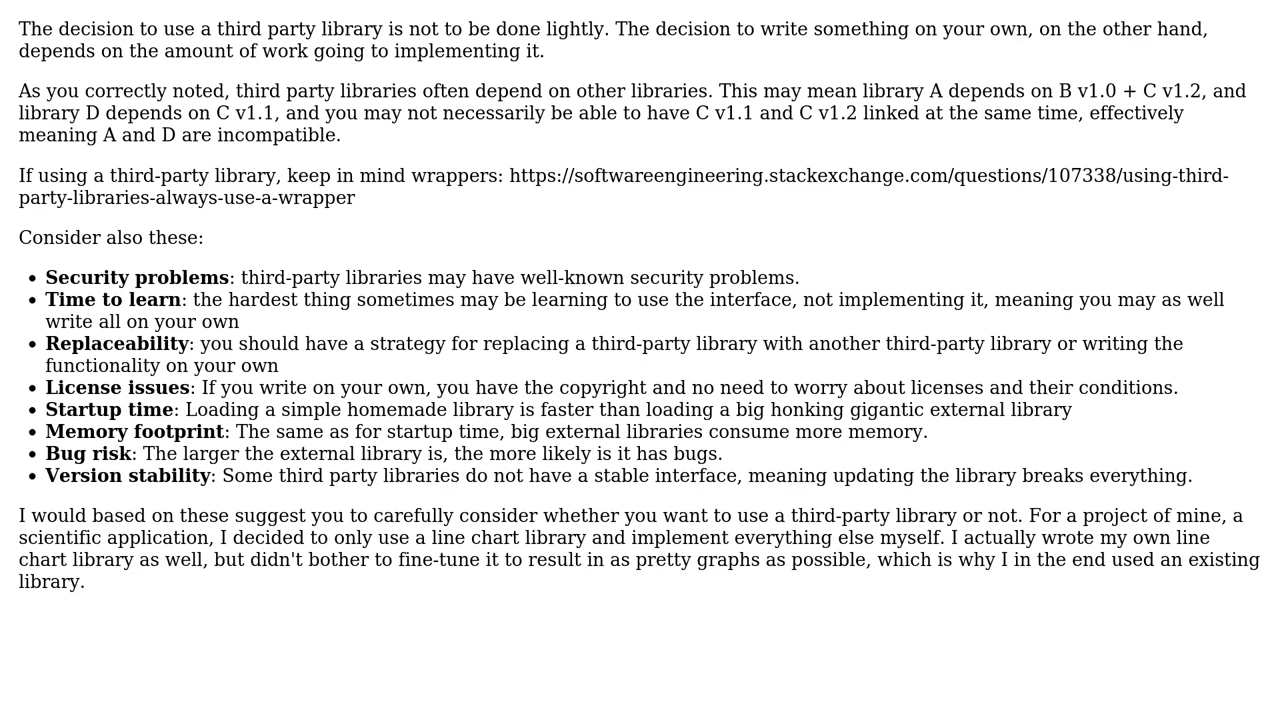 The decision to use a third party library is not to be done lightly. The decision to write something on your own, on the other hand,
depends on the amount of work going to implementing it.
As you correctly noted, third party libraries often depend on other libraries. This may mean library A depends on B v1.0 + C v1.2, and
library D depends on C v1.1, and you may not necessarily be able to have C v1.1 and C v1.2 linked at the same time, effectively
meaning A and D are incompatible.
If using a third-party library, keep in mind wrappers: https://softwareengineering.stackexchange.com/questions/107338/using-third-
party-libraries-always-use-a-wrapper
Consider also these:
• Security problems: third-party libraries may have well-known security problems.
• Time to learn: the hardest thing sometimes may be learning to use the interface, not implementing it, meaning you may as well
write all on your own
• Replaceability: you should have a strategy for replacing a third-party library with another third-party library or writing the
functionality on your own
• License issues: If you write on your own, you have the copyright and no need to worry about licenses and their conditions.
• Startup time: Loading a simple homemade library is faster than loading a big honking gigantic external library
• Memory footprint: The same as for startup time, big external libraries consume more memory.
• Bug risk: The larger the external library is, the more likely is it has bugs.
• Version stability: Some third party libraries do not have a stable interface, meaning updating the library breaks everything.
I would based on these suggest you to carefully consider whether you want to use a third-party library or not. For a project of mine, a
scientific application, I decided to only use a line chart library and implement everything else myself. I actually wrote my own line
chart library as well, but didn't bother to fine-tune it to result in as pretty graphs as possible, which is why I in the end used an existing
library.